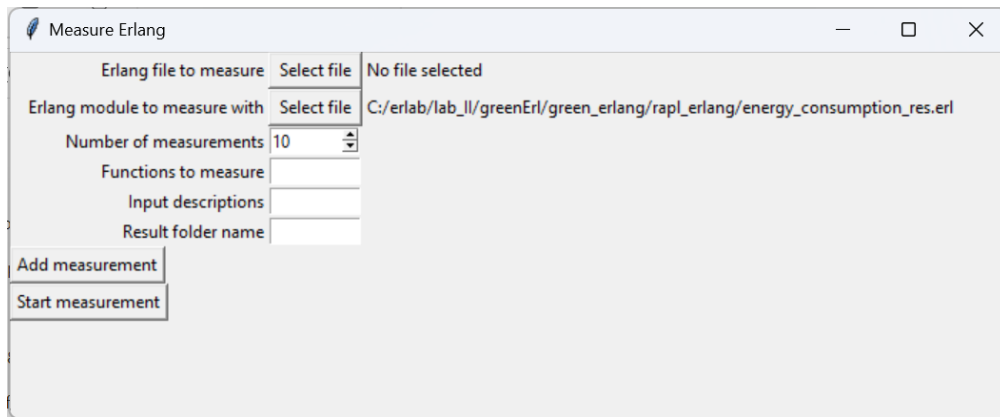 Measure Erlang
Erlang file to measure Select file No file selected
Erlang module to measure with Select file C:/erlab/lab_II/greenErl/green_erlang/rapl_erlang/energy_consumption_res.erl
Number of measurements 10
Functions to measure
Input descriptions
Result folder name
Add measurement
Start measurement